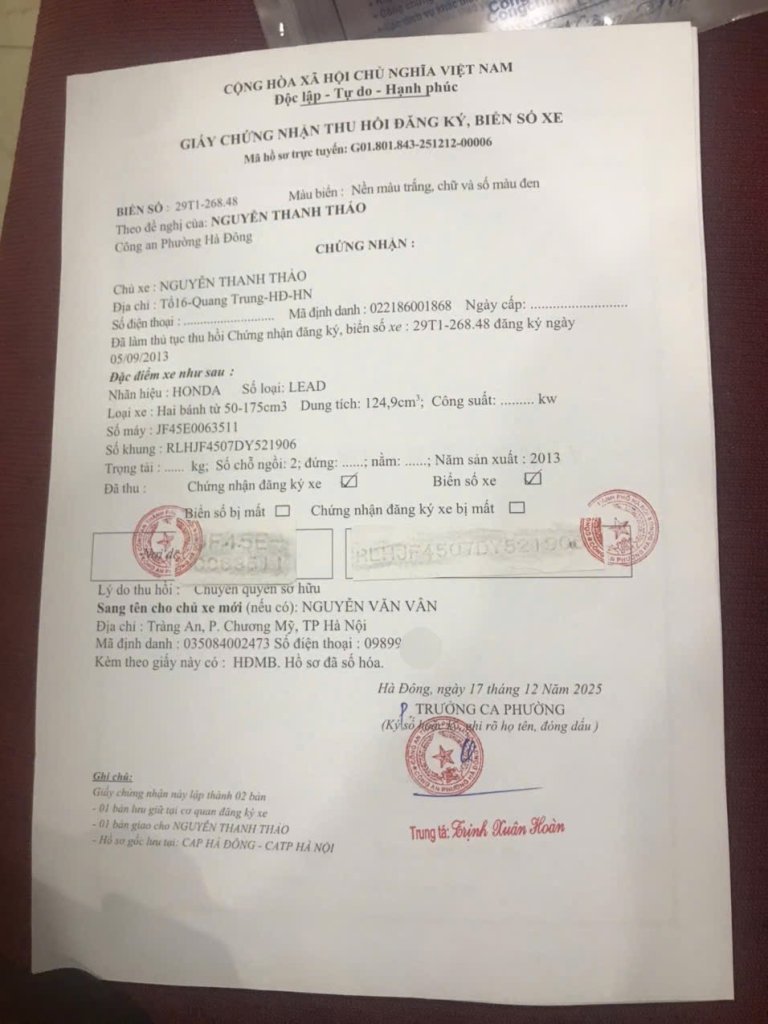 CỘNG HÒA XÃ HỘI CHỦ NGHĨA VIỆT NAM
Độc lập - Tự do - Hạnh phúc
GIẤY CHỨNG NHẬN THU HỒI ĐĂNG KÝ, BIỂN SỐ XE
Mã hồ sơ trực tuyến: G01.801.843-251212-00006
BIỂN SỐ : 29T1-268.48 Màu biển : Nền màu trắng, chữ và số màu đen
Theo đề nghị của: NGUYỄN THANH THẢO
Công an Phường Hà Đông
CHỨNG NHẬN :
Chủ xe : NGUYỄN THANH THẢO
Địa chỉ : Tổ16-Quang Trung-HĐ-HN
Số điện thoại : .......................... Mã định danh : 022186001868 Ngày cấp: ............................
Đã làm thủ tục thu hồi Chứng nhận đăng ký, biển số xe : 29T1-268.48 đăng ký ngày
05/09/2013
Đặc điểm xe như sau :
Nhãn hiệu : HONDA Số loại: LEAD
Loại xe : Hai bánh từ 50-175cm3 Dung tích: 124,9cm³; Công suất: ......... kw
Số máy : JF45E0063511
Số khung : RLHJF4507DY521906
Trọng tải : ...... kg; Số chỗ ngồi: 2; đứng: ......; nằm: ......; Năm sản xuất : 2013
Đã thu : Chứng nhận đăng ký xe ☑ Biển số xe ☑
Biển số bị mất ☐ Chứng nhận đăng ký xe bị mất ☐
JF45E
0063511
RLHJF4507DY52190
Lý do thu hồi : Chuyển quyền sở hữu
Sang tên cho chủ xe mới (nếu có): NGUYỄN VĂN VÂN
Địa chỉ : Tràng An, P. Chương Mỹ, TP Hà Nội
Mã định danh : 035084002473 Số điện thoại : 09899
Kèm theo giấy này có : HĐMB. Hồ sơ đã số hóa.
Hà Đông, ngày 17 tháng 12 Năm 2025
TRƯỞNG CA PHƯỜNG
(Ký số hoặc ký, ghi rõ họ tên, đóng dấu )
Trung tá: Trịnh Xuân Hoàn
Ghi chú:
Giấy chứng nhận này lập thành 02 bản
- 01 bản lưu giữ tại cơ quan đăng ký xe
- 01 bản giao cho NGUYỄN THANH THẢO
- Hồ sơ gốc lưu tại: CAP HÀ ĐÔNG - CATP HÀ NỘI